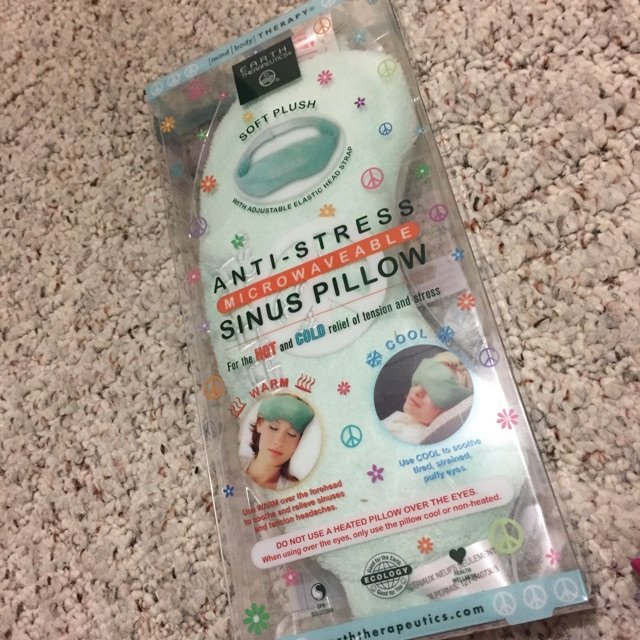 [mind] body] THERAPY®
EARTH
THERAPEUTICS
SOFT PLUSH
WITH ADJUSTABLE ELASTIC HEAD STRAP
ANTI-STRESS
MICROWAVEABLE
SINUS PILLOW
For the HOT and COLD relief of tension and stress
WARM
COOL
Use WARM over the forehead
to soothe and relieve sinuses
and tension headaches.
Use COOL to soothe
tired, strained,
puffy eyes.
DO NOT USE A HEATED PILLOW OVER THE EYES.
When using over the eyes, only use the pillow cool or non-heated.
ECOLOGY
SPA
earththerapeutics.com